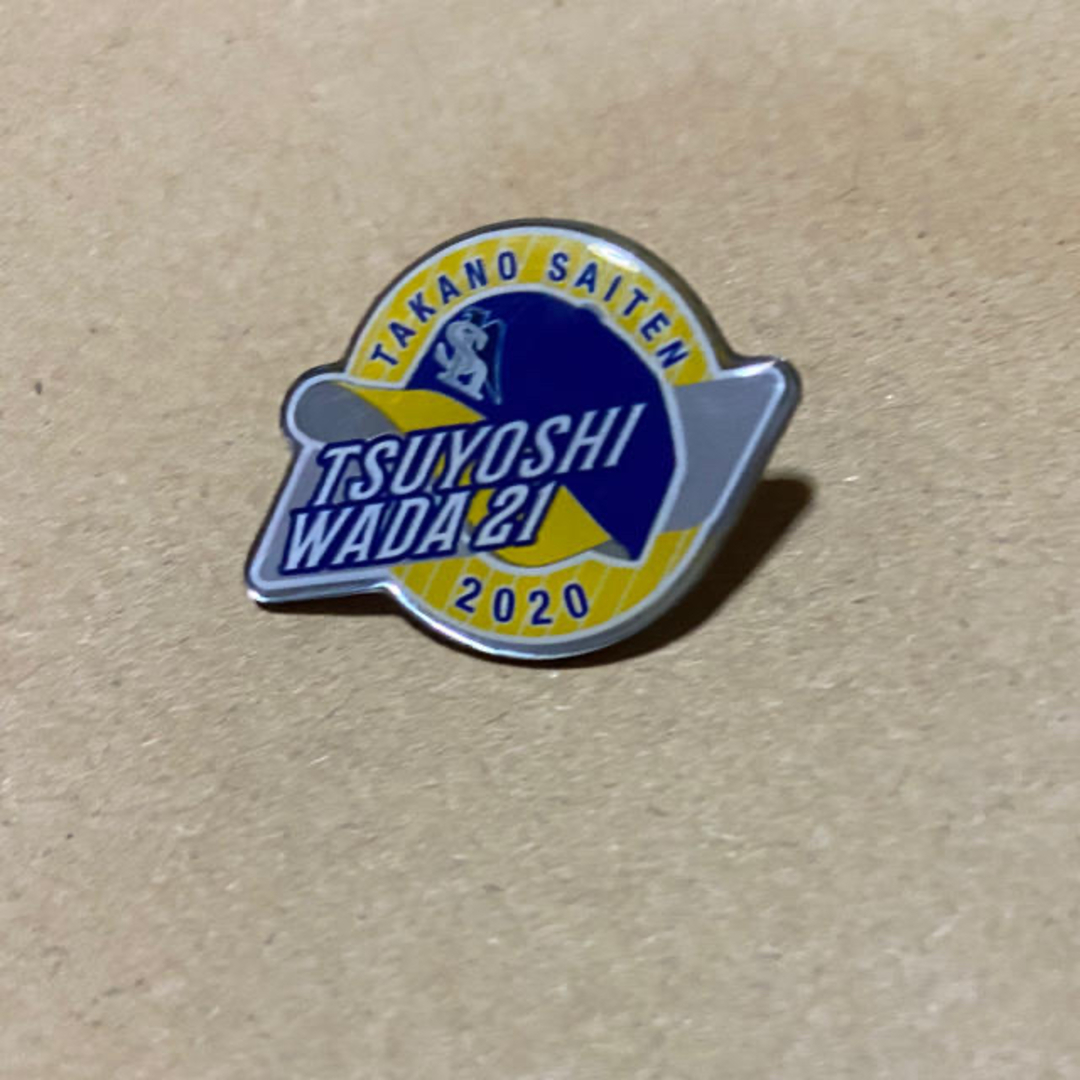 TAKANO SAITEN
TSUYOSHI
WADA 21
2020